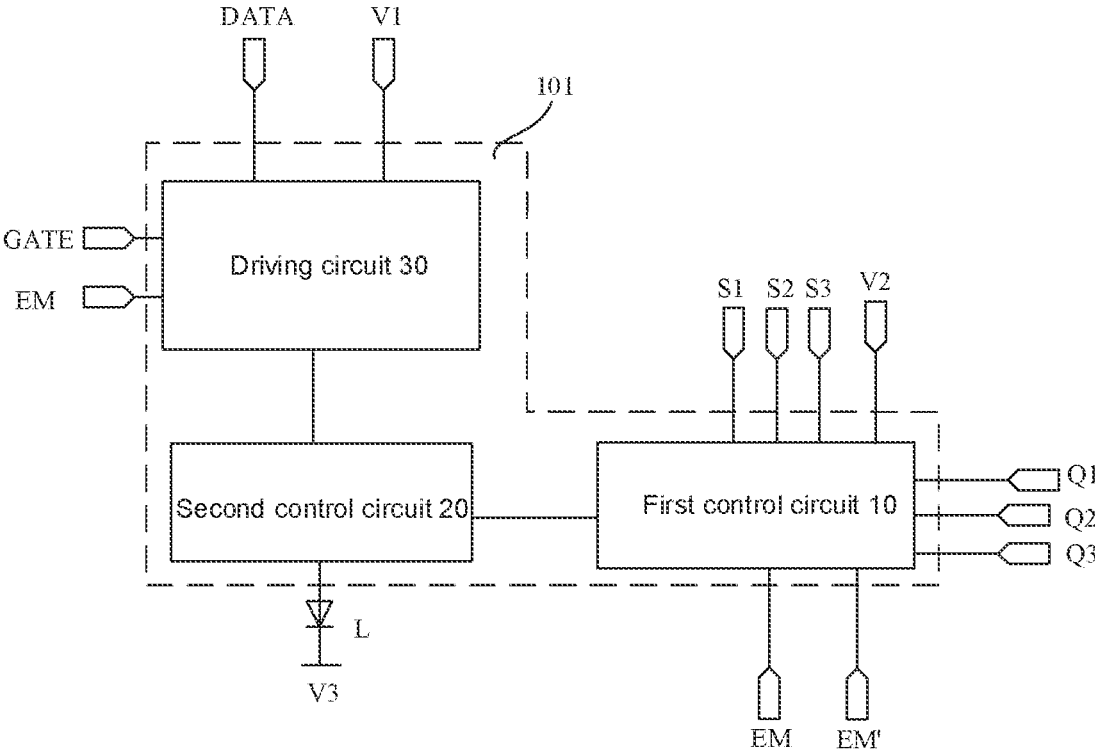 DATA V1
101
GATE
Driving circuit 30
EM
S1 S2 S3 V2
Q1
Second control circuit 20
First control circuit 10
Q2
Q3
L
V3
EM EM'